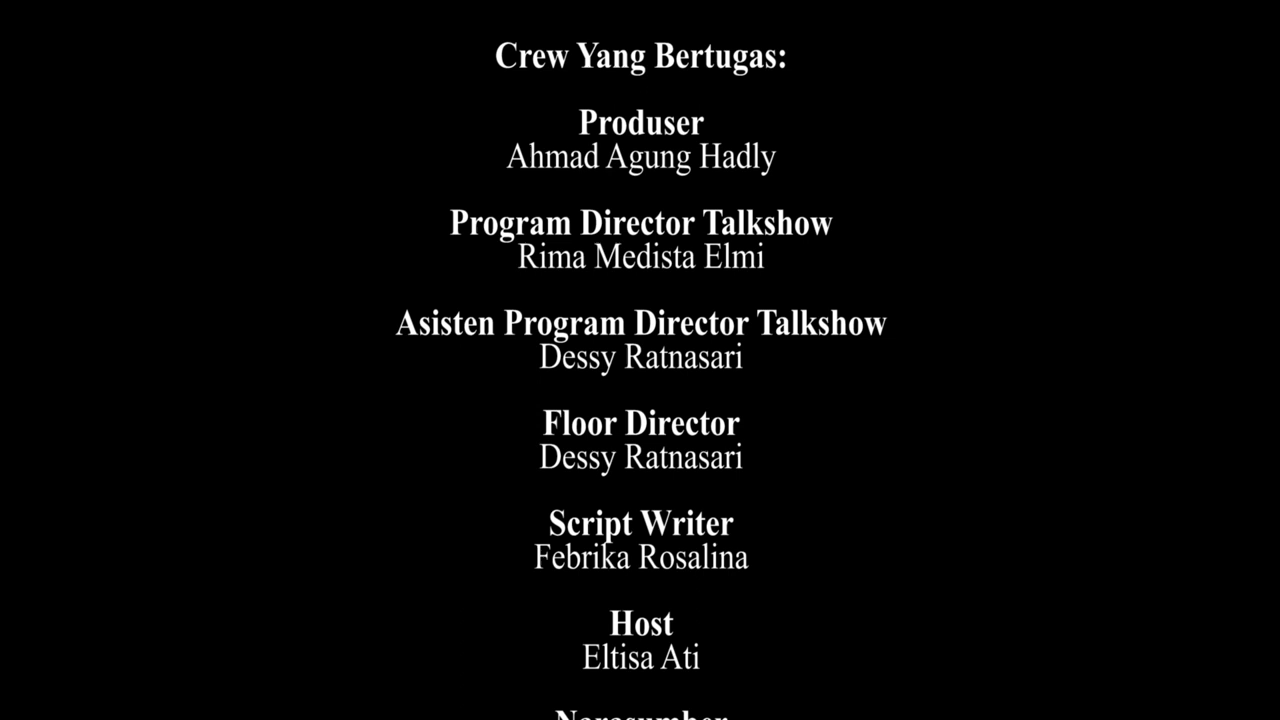 Crew Yang Bertugas:
Produser
Ahmad Agung Hadly
Program Director Talkshow
Rima Medista Elmi
Asisten Program Director Talkshow
Dessy Ratnasari
Floor Director
Dessy Ratnasari
Script Writer
Febrika Rosalina
Host
Eltisa Ati
Narasumber